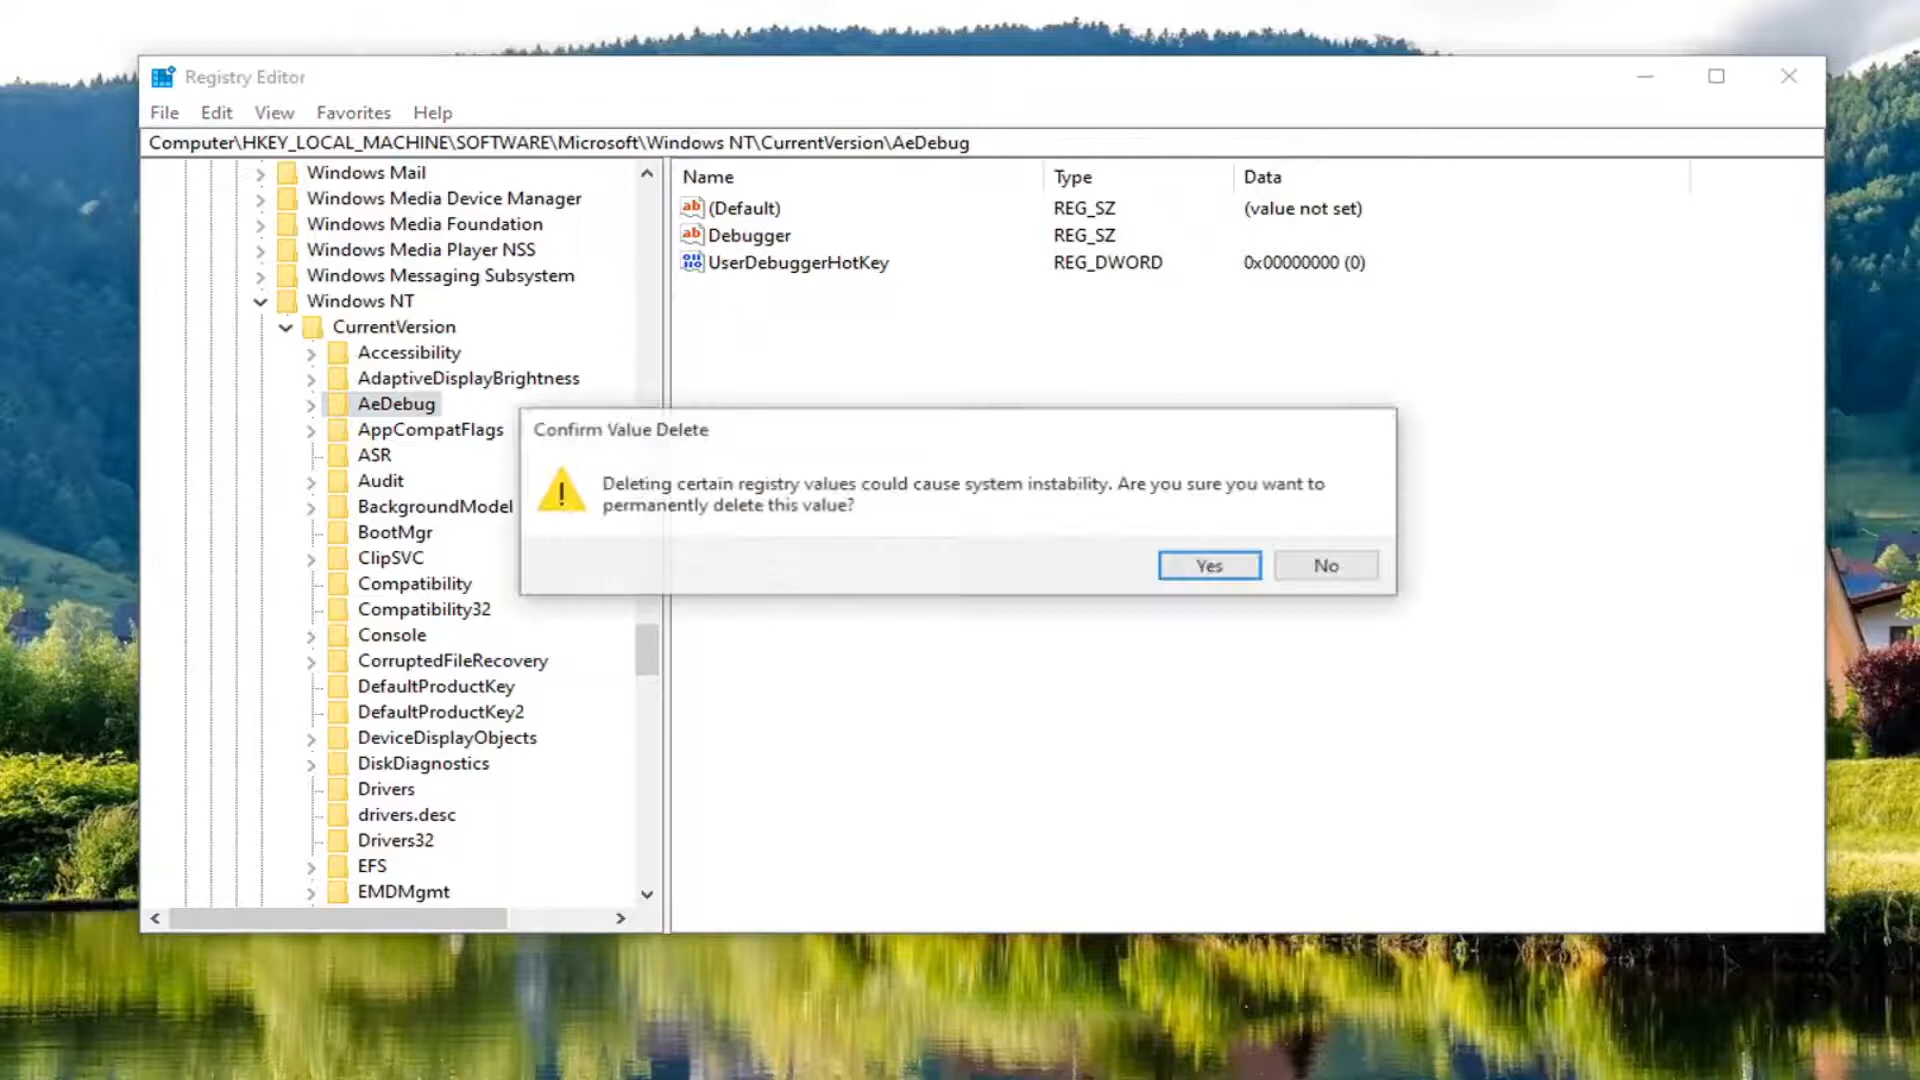 Registry Editor
File Edit View Favorites Help
Computer\HKEY_LOCAL_MACHINE\SOFTWARE\Microsoft\Windows NT\CurrentVersion\AeDebug
Windows Mail
Windows Media Device Manager
Windows Media Foundation
Windows Media Player NSS
Windows Messaging Subsystem
Windows NT
CurrentVersion
Accessibility
AdaptiveDisplayBrightness
AeDebug
AppCompatFlags
ASR
Audit
BackgroundModel
BootMgr
ClipSVC
Compatibility
Compatibility32
Console
CorruptedFileRecovery
DefaultProductKey
DefaultProductKey2
DeviceDisplayObjects
DiskDiagnostics
Drivers
drivers.desc
Drivers32
EFS
EMDMgmt
Name Type Data
(Default) REG_SZ (value not set)
Debugger REG_SZ
UserDebuggerHotKey REG_DWORD 0x00000000 (0)
Confirm Value Delete
Deleting certain registry values could cause system instability. Are you sure you want to
permanently delete this value?
Yes No